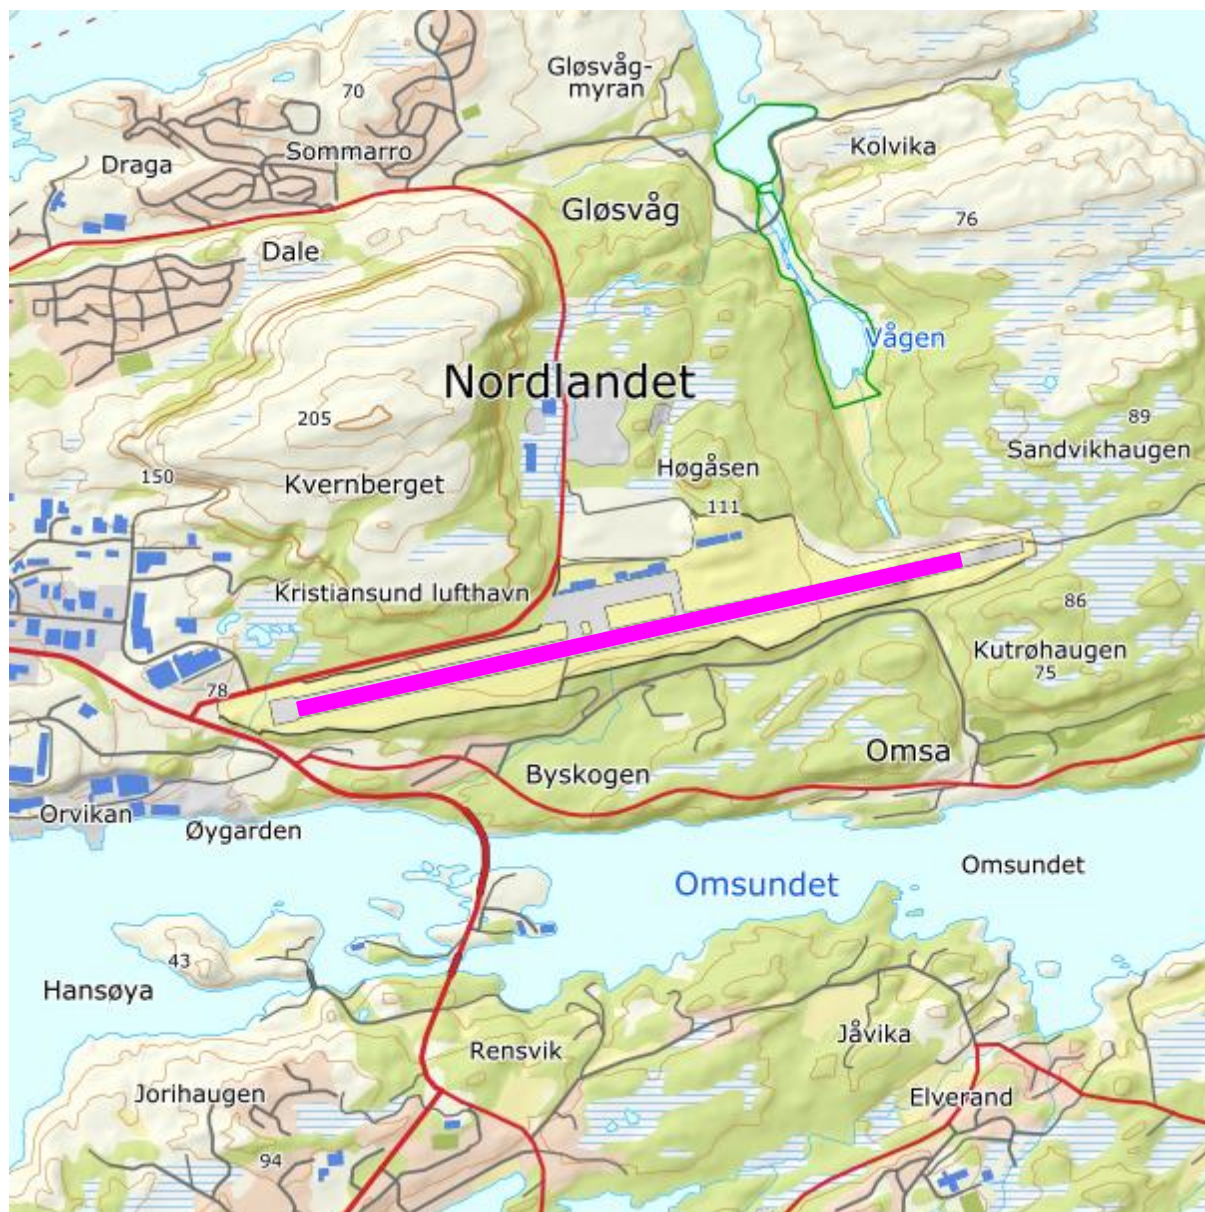 Gløsvåg-
myran
70
Kolvika
Draga
Sommarro
Gløsvåg
76
Dale
Vågen
Nordlandet
205
89
Sandvikhaugen
Høgåsen
150
Kvernberget
111
Kristiansund lufthavn
86
Kutrøhaugen
75
78
Omsa
Byskogen
Orvikan
Øygarden
Omsundet
Omsundet
43
Hansøya
Jåvika
Rensvik
Jorihaugen
Elverand
94